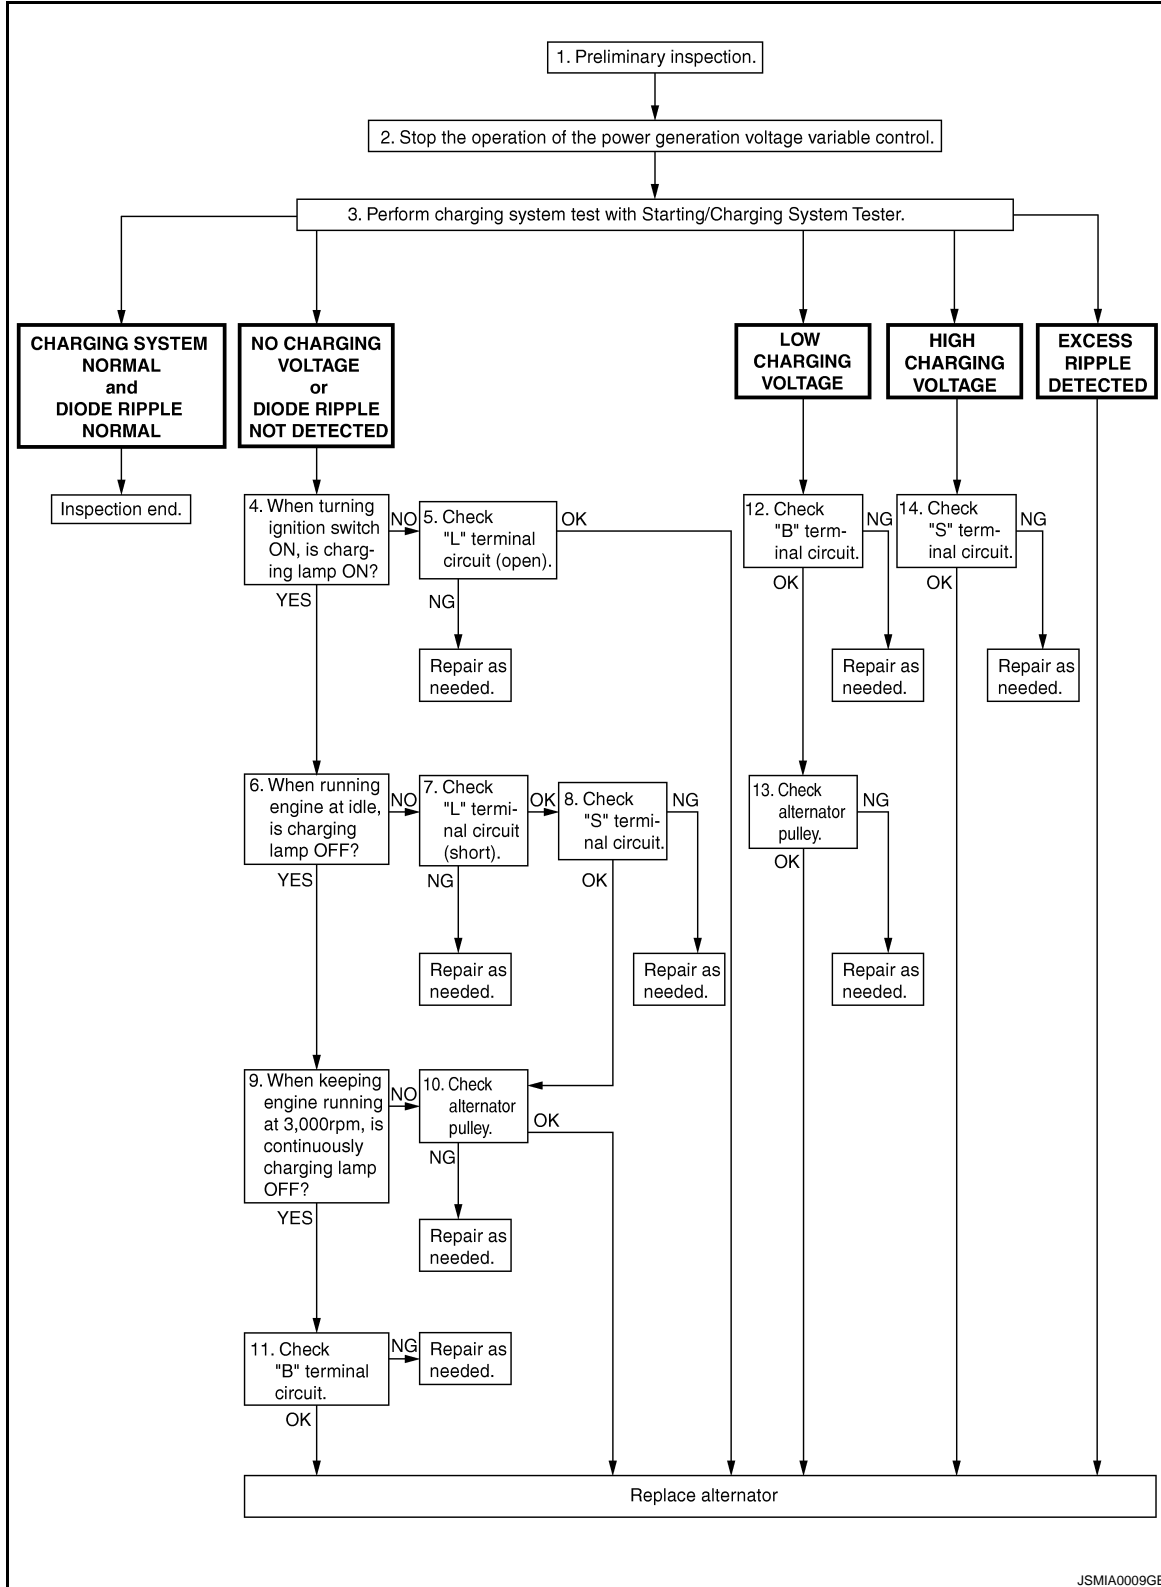 1. Preliminary inspection.
2. Stop the operation of the power generation voltage variable control.
3. Perform charging system test with Starting/Charging System Tester.
CHARGING SYSTEM
NORMAL
and
DIODE RIPPLE
NORMAL
NO CHARGING
VOLTAGE
or
DIODE RIPPLE
NOT DETECTED
LOW
CHARGING
VOLTAGE
HIGH
CHARGING
VOLTAGE
EXCESS
RIPPLE
DETECTED
Inspection end.
4. When turning
ignition switch
ON, is charg-
ing lamp ON?
NO
YES
5. Check
"L" terminal
circuit (open).
OK
NG
Repair as
needed.
12. Check
"B" term-
inal circuit.
NG
OK
Repair as
needed.
14. Check
"S" term-
inal circuit.
NG
OK
Repair as
needed.
6. When running
engine at idle,
is charging
lamp OFF?
NO
YES
7. Check
"L" termi-
nal circuit
(short).
OK
NG
Repair as
needed.
8. Check
"S" termi-
nal circuit.
NG
OK
Repair as
needed.
13. Check
alternator
pulley.
NG
OK
Repair as
needed.
9. When keeping
engine running
at 3,000rpm, is
continuously
charging lamp
OFF?
NO
YES
10. Check
alternator
pulley.
OK
NG
Repair as
needed.
11. Check
"B" terminal
circuit.
NG
OK
Repair as
needed.
Replace alternator